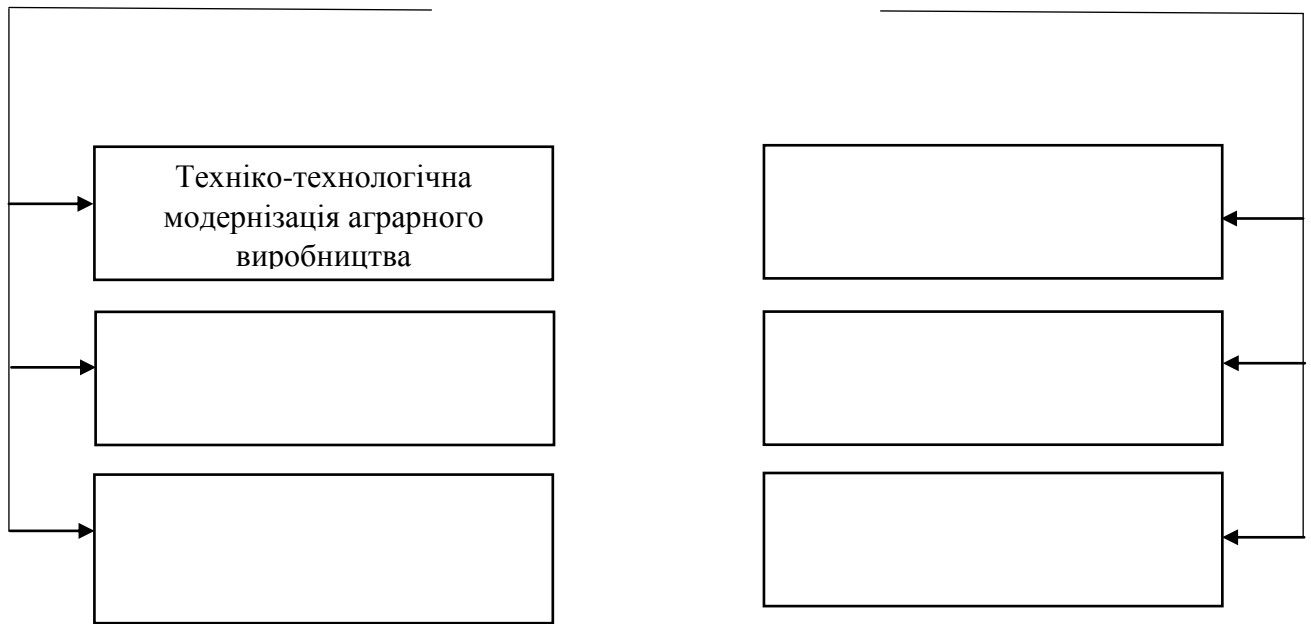 Техніко-технологічна
модернізація аграрного
виробництва